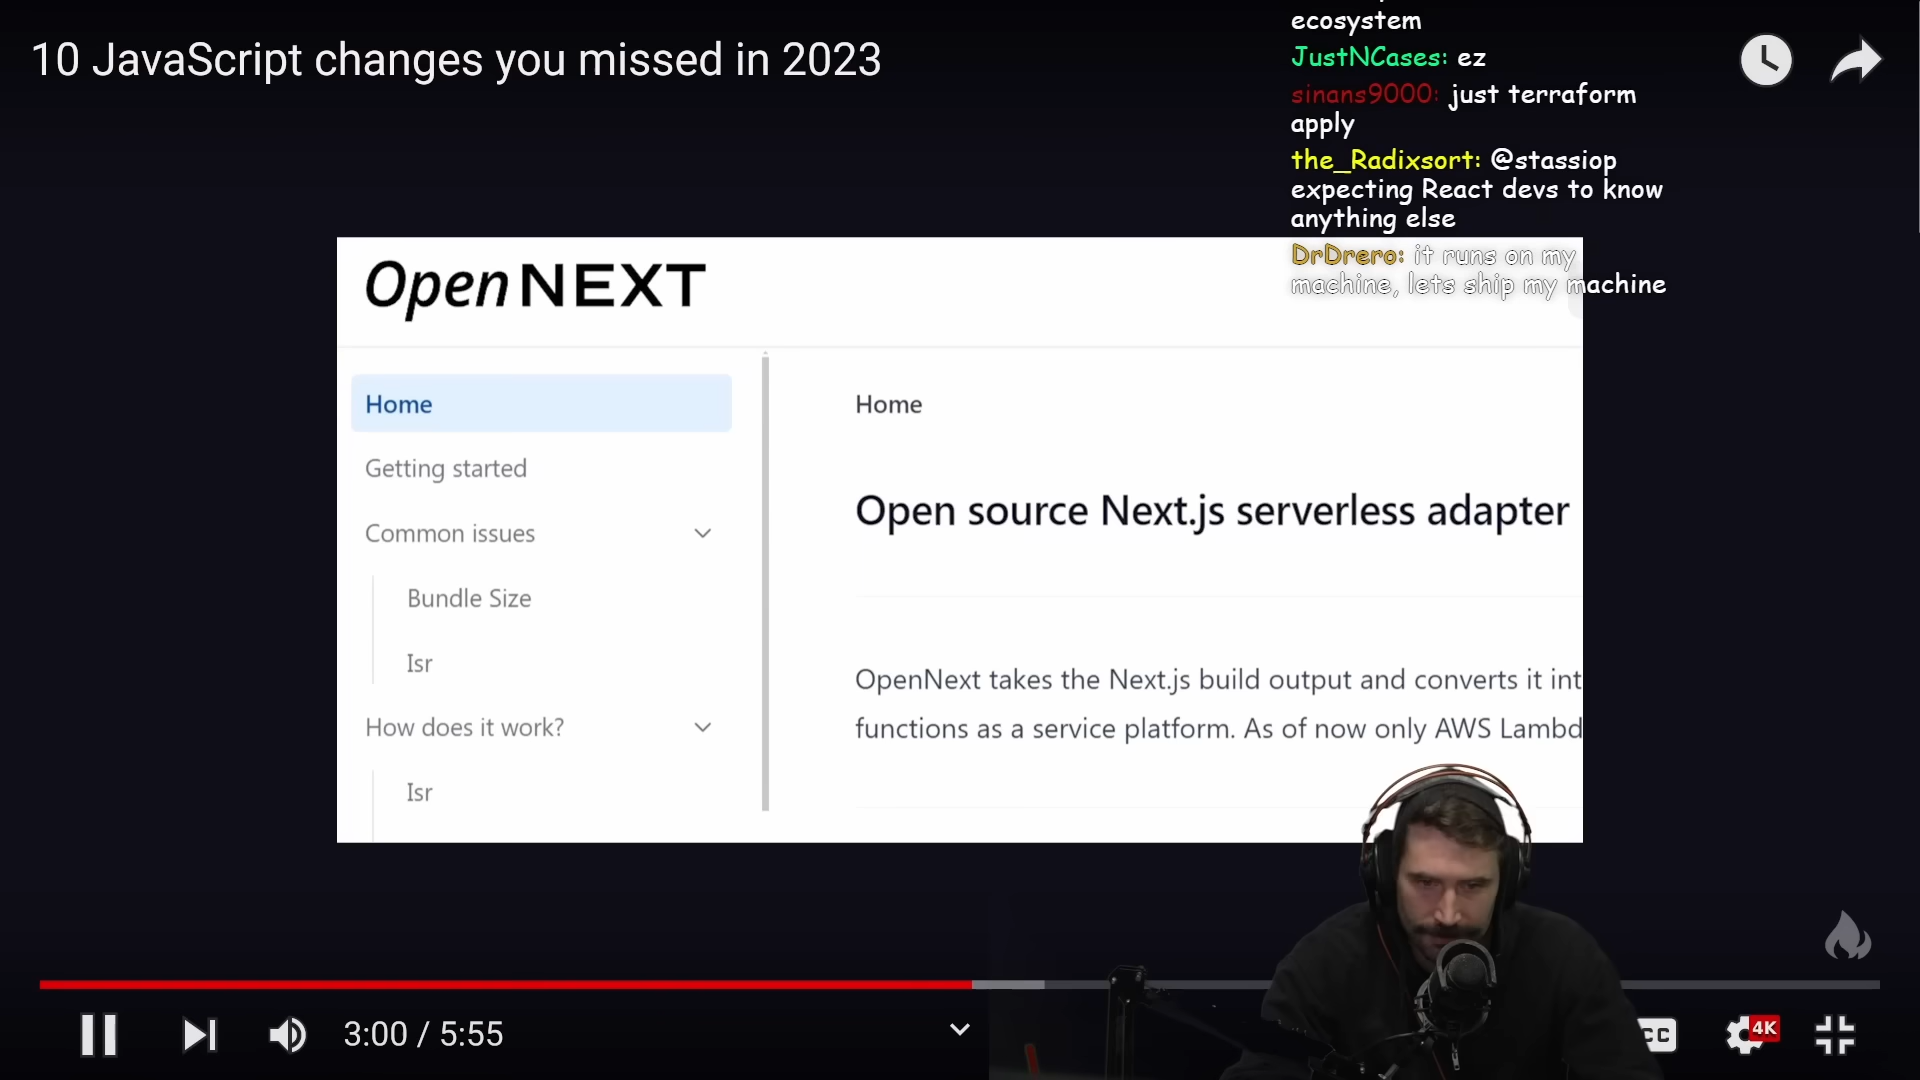 10 JavaScript changes you missed in 2023
ecosystem
JustNCases: ez
sinans9000: just terraform
apply
the_Radixsort: @stassiop
expecting React devs to know
anything else
DrDrero: it runs on my
machine, lets ship my machine
OpenNEXT
Home
Getting started
Common issues
Bundle Size
Isr
How does it work?
Isr
Home
Open source Next.js serverless adapter
OpenNext takes the Next.js build output and converts it int
functions as a service platform. As of now only AWS Lambd
3:00 / 5:55
CC
4K